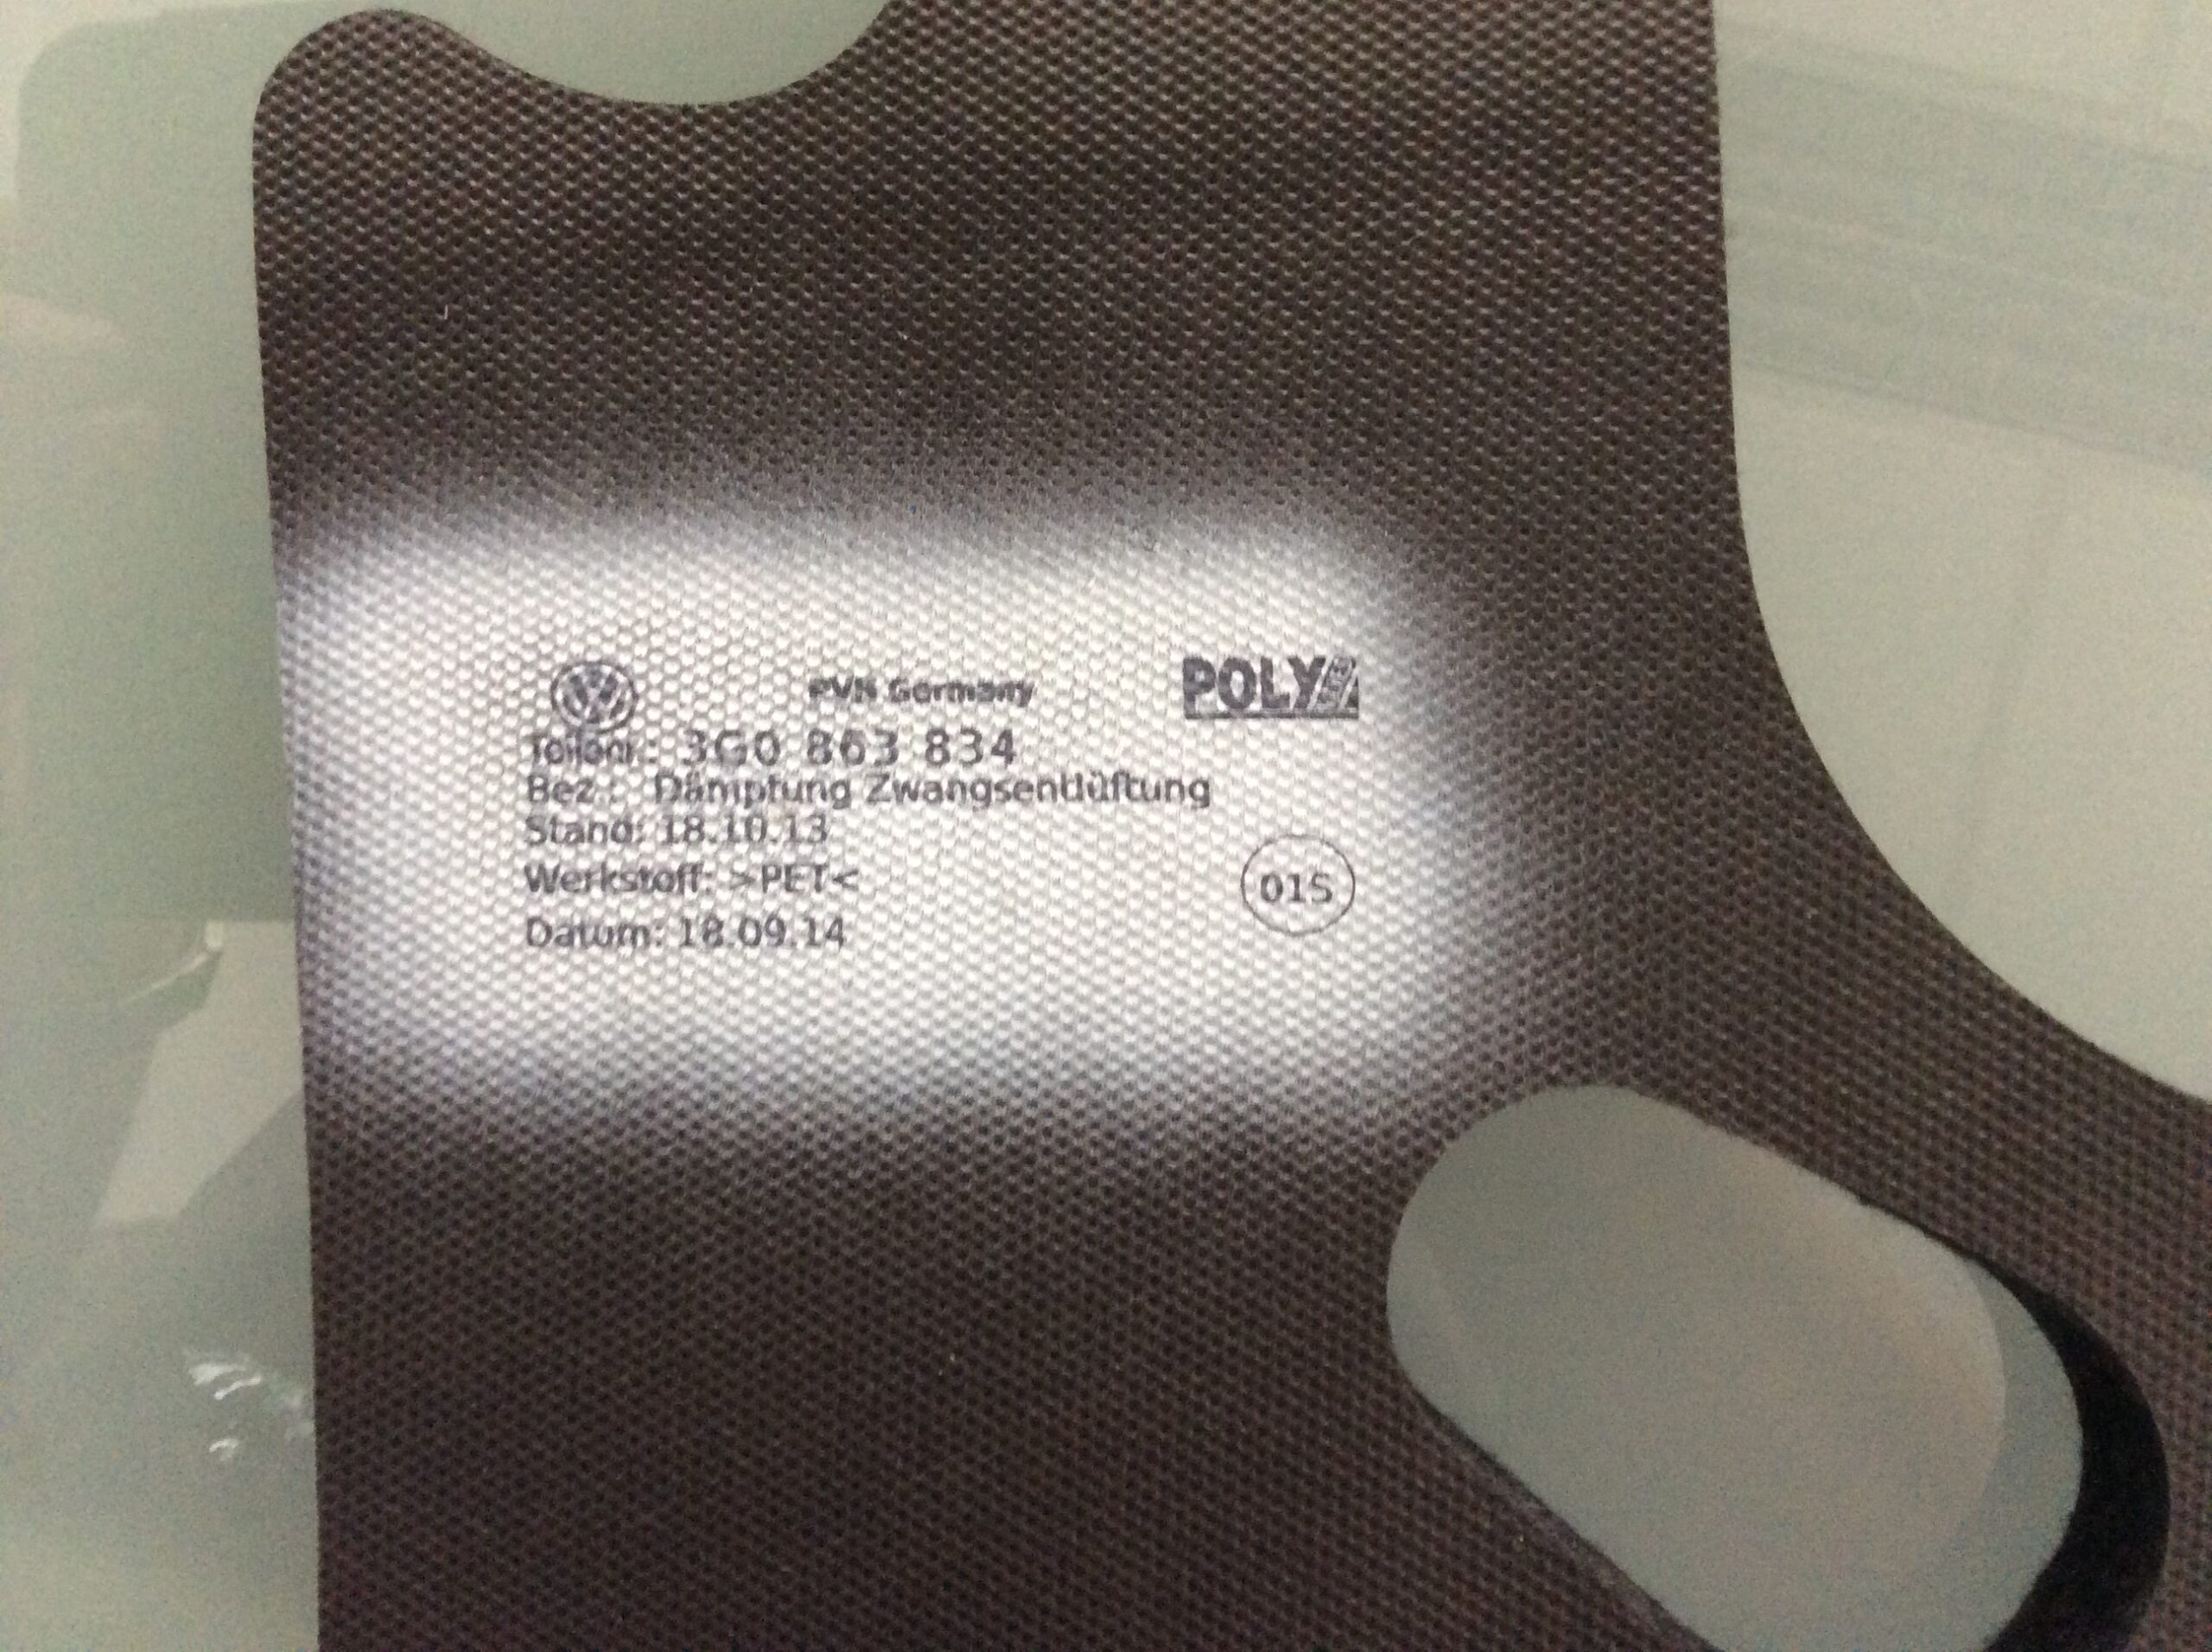 PVN Germany
POLY
Teilenr.: 3G0 863 834
Bez.: Dämpfung Zwangsentlüftung
Stand: 18.10.13
Werkstoff: >PET<
015
Datum: 18.09.14